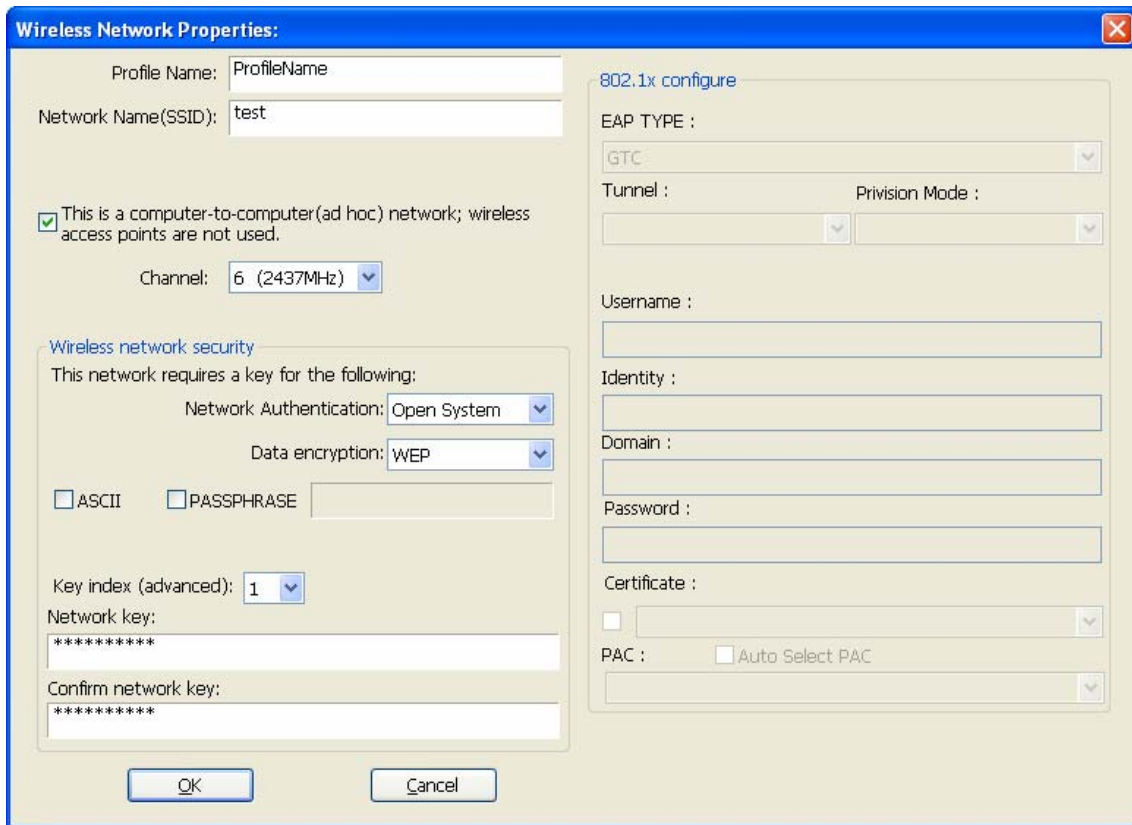 Wireless Network Properties:
Profile Name: ProfileName
Network Name(SSID): test
This is a computer-to-computer(ad hoc) network; wireless
access points are not used.
Channel: 6 (2437MHz)
Wireless network security
This network requires a key for the following:
Network Authentication: Open System
Data encryption: WEP
ASCII PASSPHRASE
Key index (advanced): 1
Network key:
**********
Confirm network key:
**********
OK Cancel
802.1x configure
EAP TYPE :
GTC
Tunnel : Privision Mode :
Username :
Identity :
Domain :
Password :
Certificate :
PAC : Auto Select PAC